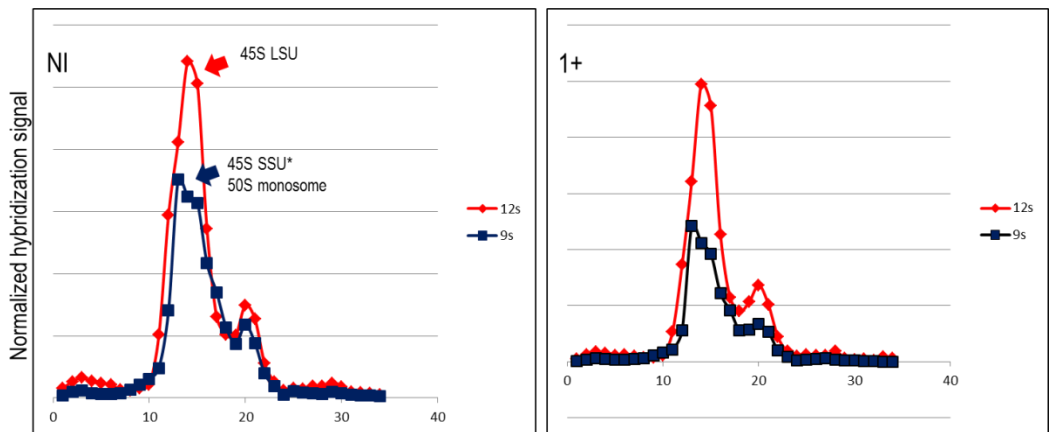 NI
45S LSU
45S SSU*
50S monosome
Normalized hybridization signal
12s
9s
0 10 20 30 40
1+
12s
9s
0 10 20 30 40